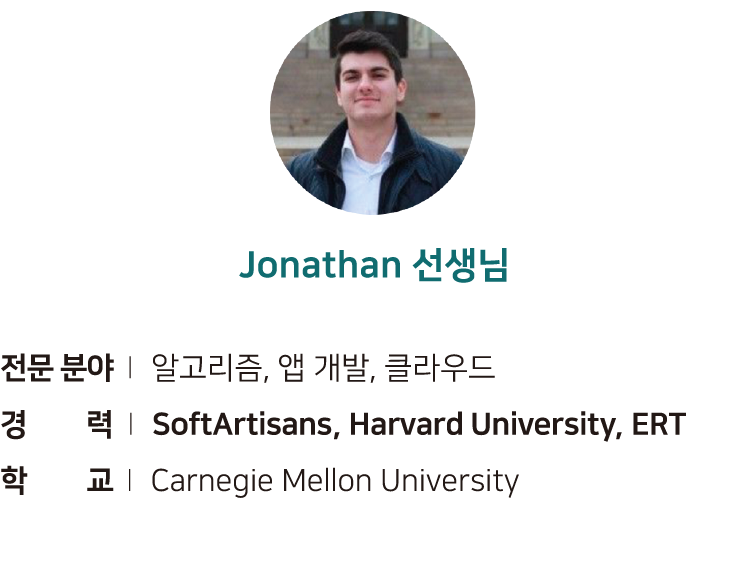 Jonathan 선생님
전문 분야 | 알고리즘, 앱 개발, 클라우드
경 력 | SoftArtisans, Harvard University, ERT
학 교 | Carnegie Mellon University